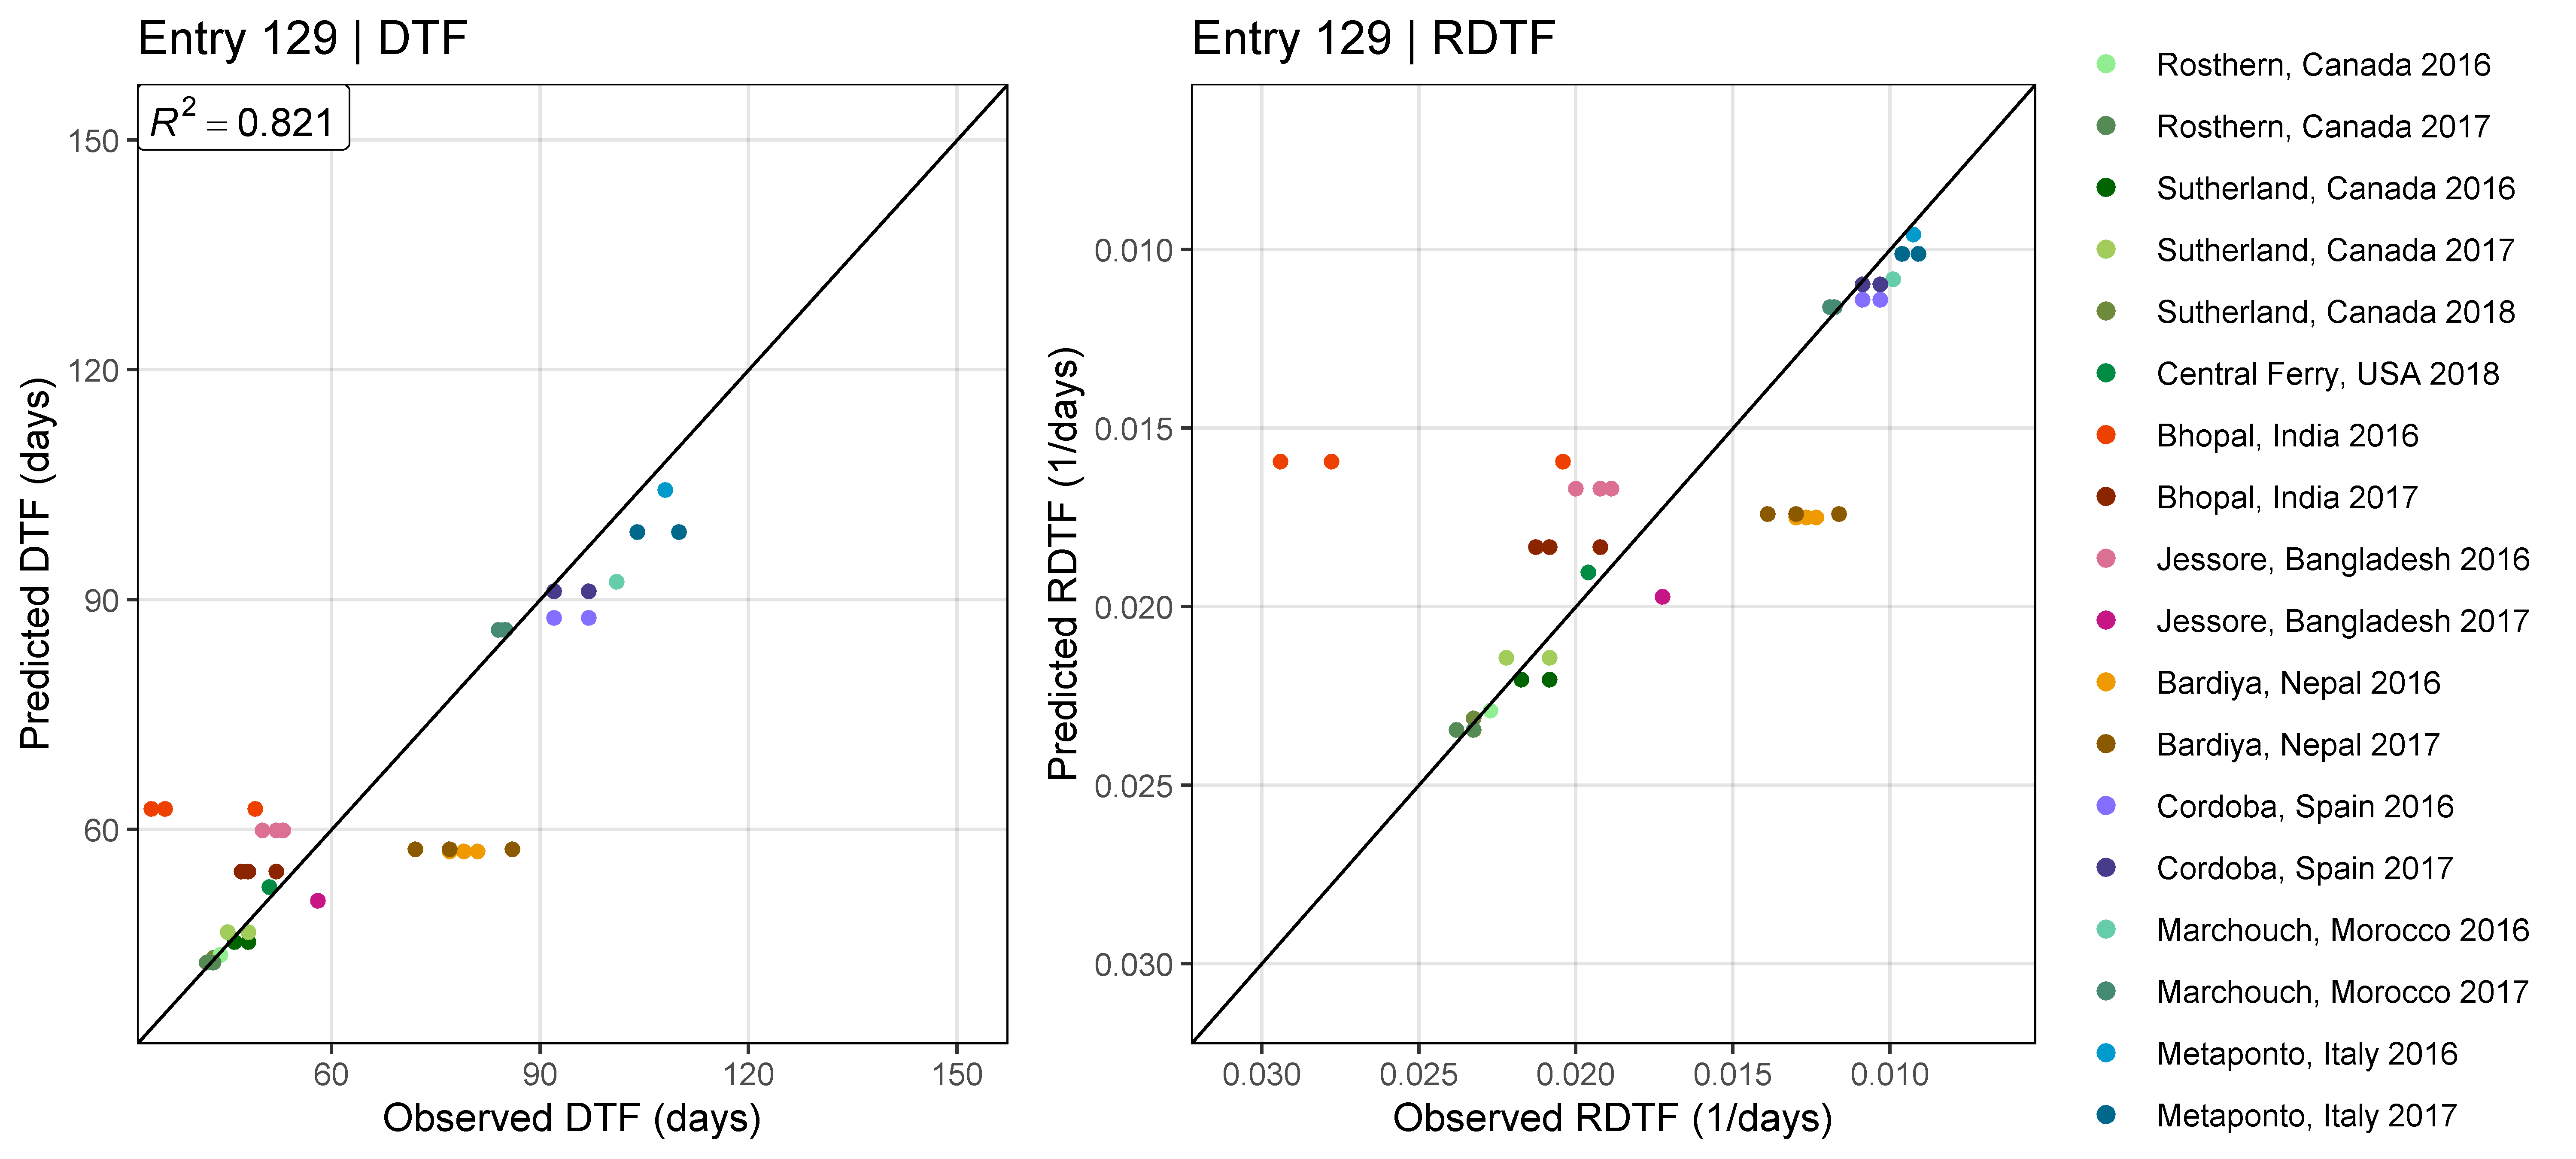 Entry 129 | DTF
R² = 0.821
150
120
90
60
Predicted DTF (days)
60 90 120 150
Observed DTF (days)
Entry 129 | RDTF
0.010
0.015
0.020
0.025
0.030
Predicted RDTF (1/days)
0.030 0.025 0.020 0.015 0.010
Observed RDTF (1/days)
Rosthern, Canada 2016
Rosthern, Canada 2017
Sutherland, Canada 2016
Sutherland, Canada 2017
Sutherland, Canada 2018
Central Ferry, USA 2018
Bhopal, India 2016
Bhopal, India 2017
Jessore, Bangladesh 2016
Jessore, Bangladesh 2017
Bardiya, Nepal 2016
Bardiya, Nepal 2017
Cordoba, Spain 2016
Cordoba, Spain 2017
Marchouch, Morocco 2016
Marchouch, Morocco 2017
Metaponto, Italy 2016
Metaponto, Italy 2017